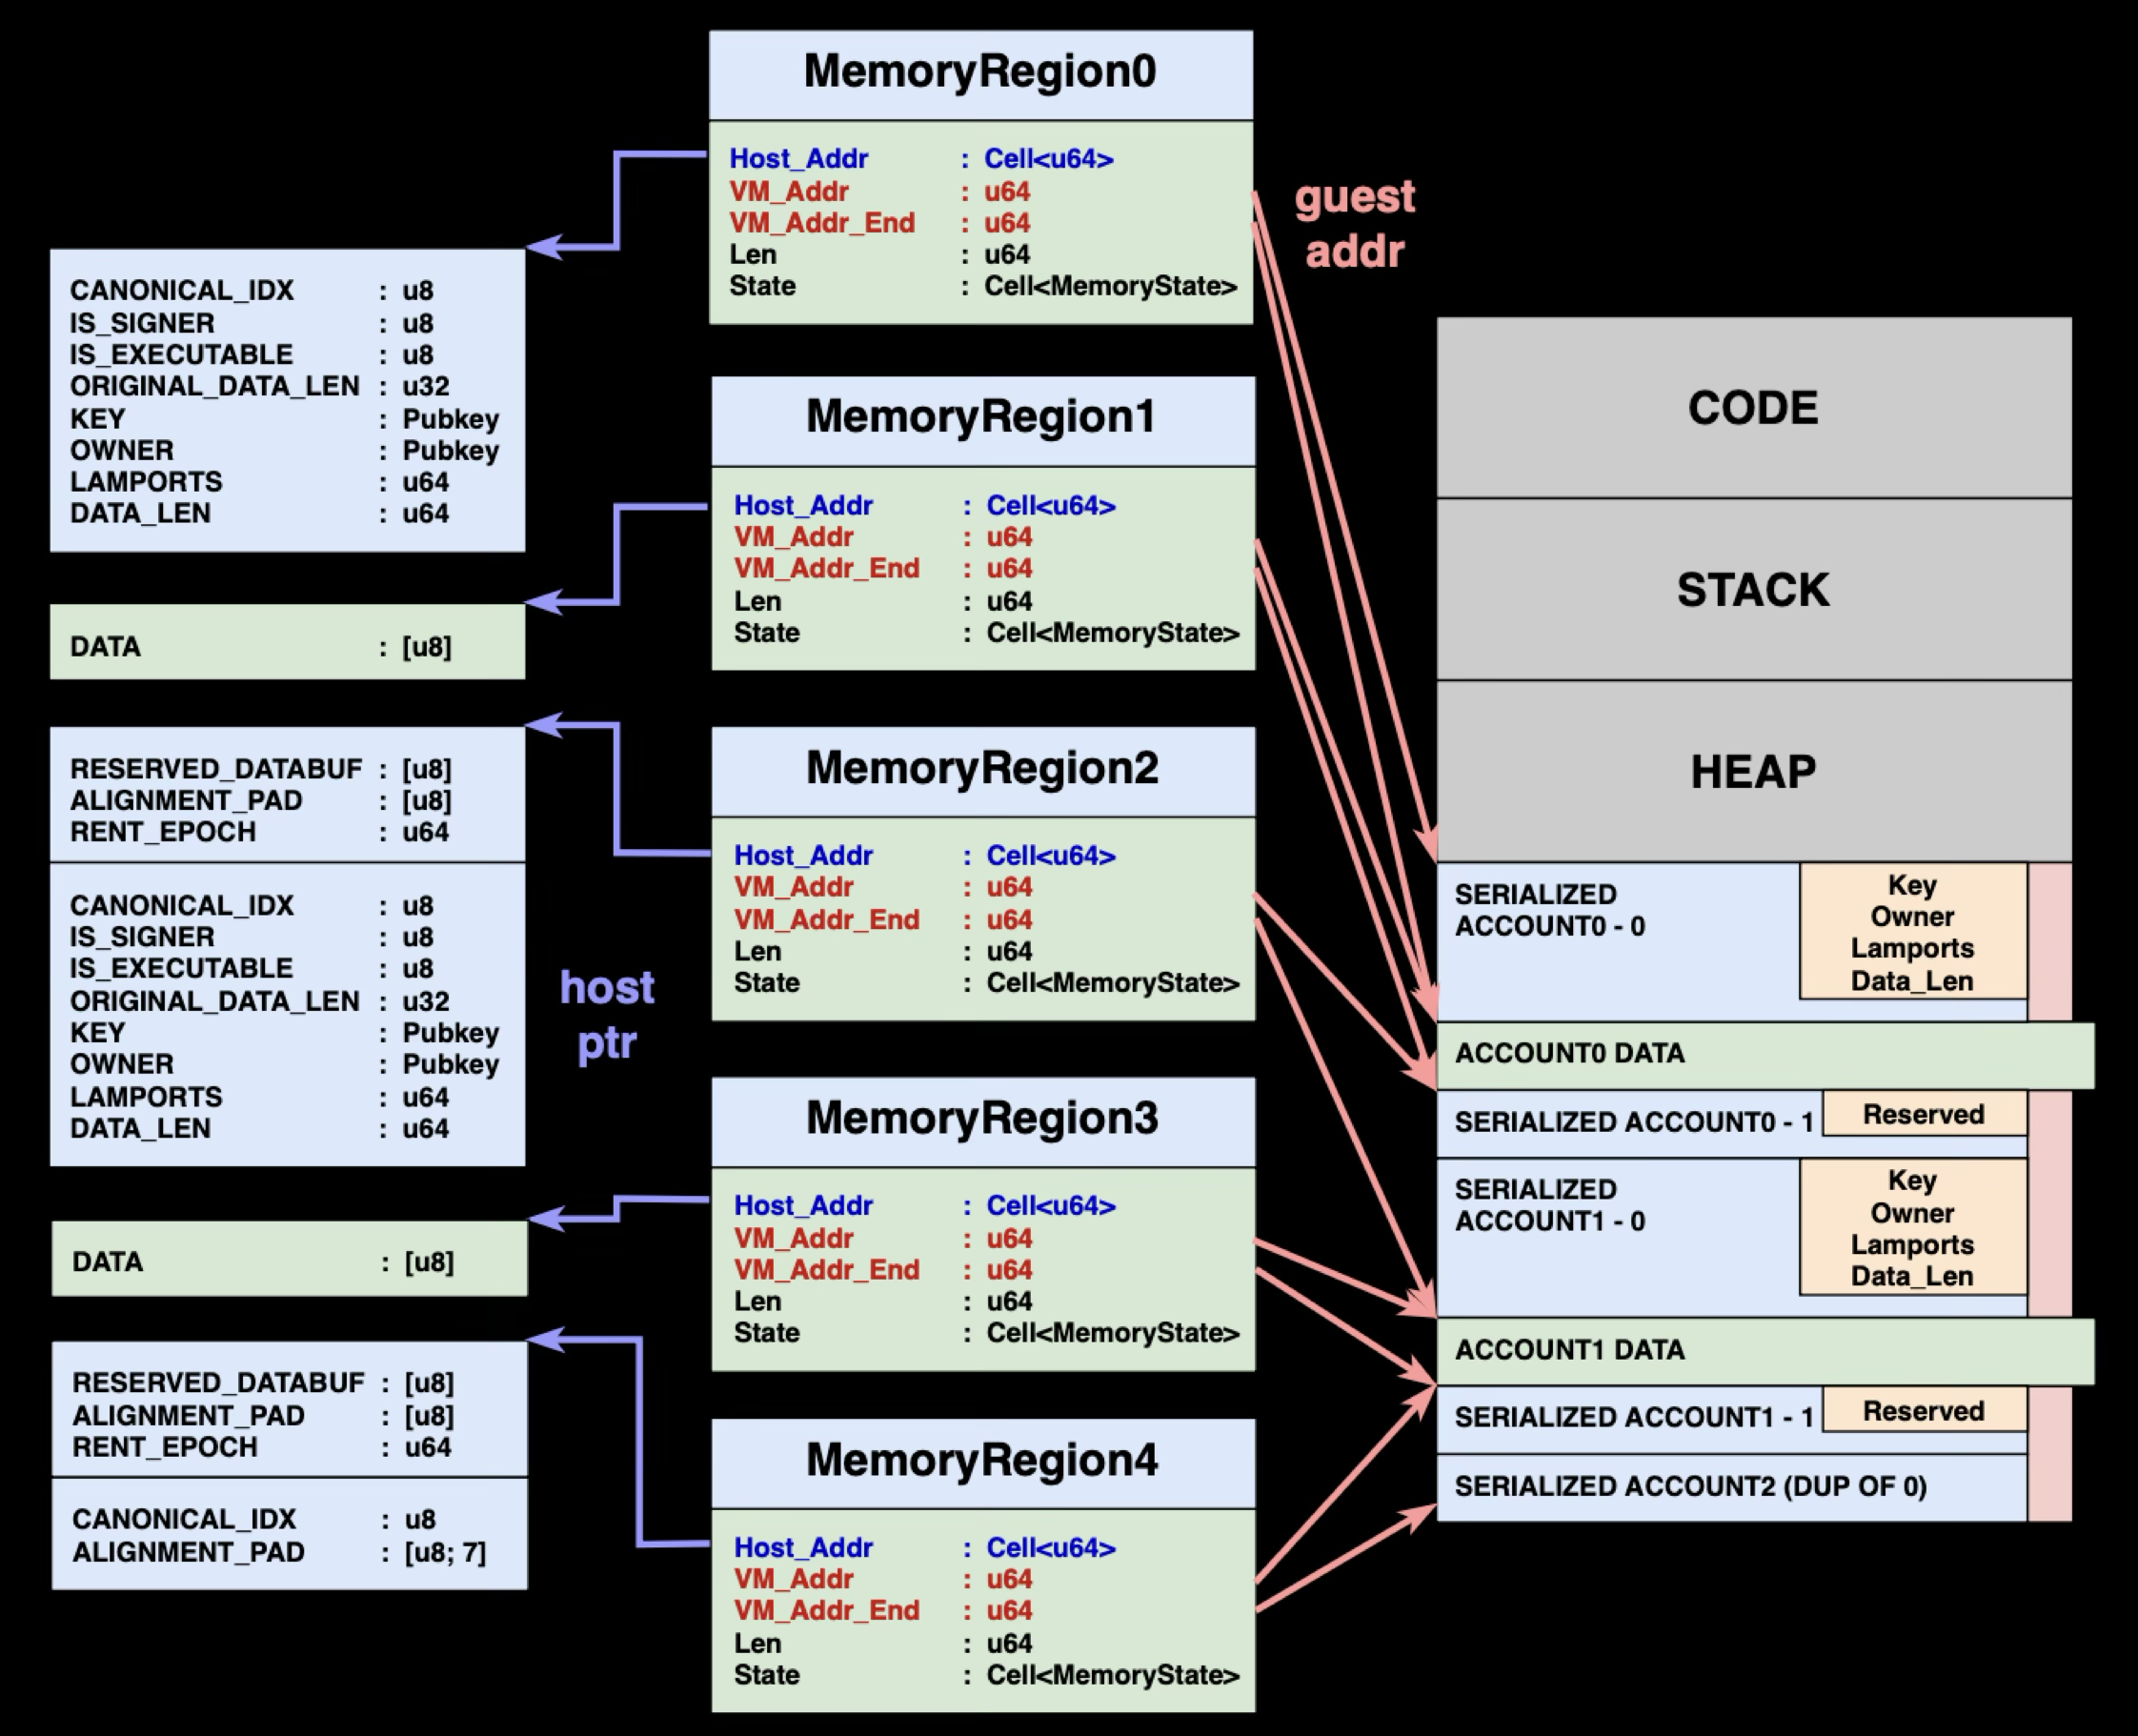 MemoryRegion0
Host_Addr : Cell<u64>
VM_Addr : u64
VM_Addr_End : u64
Len : u64
State : Cell<MemoryState>
guest
addr
CANONICAL_IDX : u8
IS_SIGNER : u8
IS_EXECUTABLE : u8
ORIGINAL_DATA_LEN : u32
KEY : Pubkey
OWNER : Pubkey
LAMPORTS : u64
DATA_LEN : u64
MemoryRegion1
Host_Addr : Cell<u64>
VM_Addr : u64
VM_Addr_End : u64
Len : u64
State : Cell<MemoryState>
DATA : [u8]
MemoryRegion2
Host_Addr : Cell<u64>
VM_Addr : u64
VM_Addr_End : u64
Len : u64
State : Cell<MemoryState>
RESERVED_DATABUF : [u8]
ALIGNMENT_PAD : [u8]
RENT_EPOCH : u64
CANONICAL_IDX : u8
IS_SIGNER : u8
IS_EXECUTABLE : u8
ORIGINAL_DATA_LEN : u32
KEY : Pubkey
OWNER : Pubkey
LAMPORTS : u64
DATA_LEN : u64
host
ptr
MemoryRegion3
Host_Addr : Cell<u64>
VM_Addr : u64
VM_Addr_End : u64
Len : u64
State : Cell<MemoryState>
DATA : [u8]
MemoryRegion4
Host_Addr : Cell<u64>
VM_Addr : u64
VM_Addr_End : u64
Len : u64
State : Cell<MemoryState>
RESERVED_DATABUF : [u8]
ALIGNMENT_PAD : [u8]
RENT_EPOCH : u64
CANONICAL_IDX : u8
ALIGNMENT_PAD : [u8; 7]
CODE
STACK
HEAP
SERIALIZED
ACCOUNT0 - 0
Key
Owner
Lamports
Data_Len
ACCOUNT0 DATA
SERIALIZED ACCOUNT0 - 1
Reserved
SERIALIZED
ACCOUNT1 - 0
Key
Owner
Lamports
Data_Len
ACCOUNT1 DATA
SERIALIZED ACCOUNT1 - 1
Reserved
SERIALIZED ACCOUNT2 (DUP OF 0)